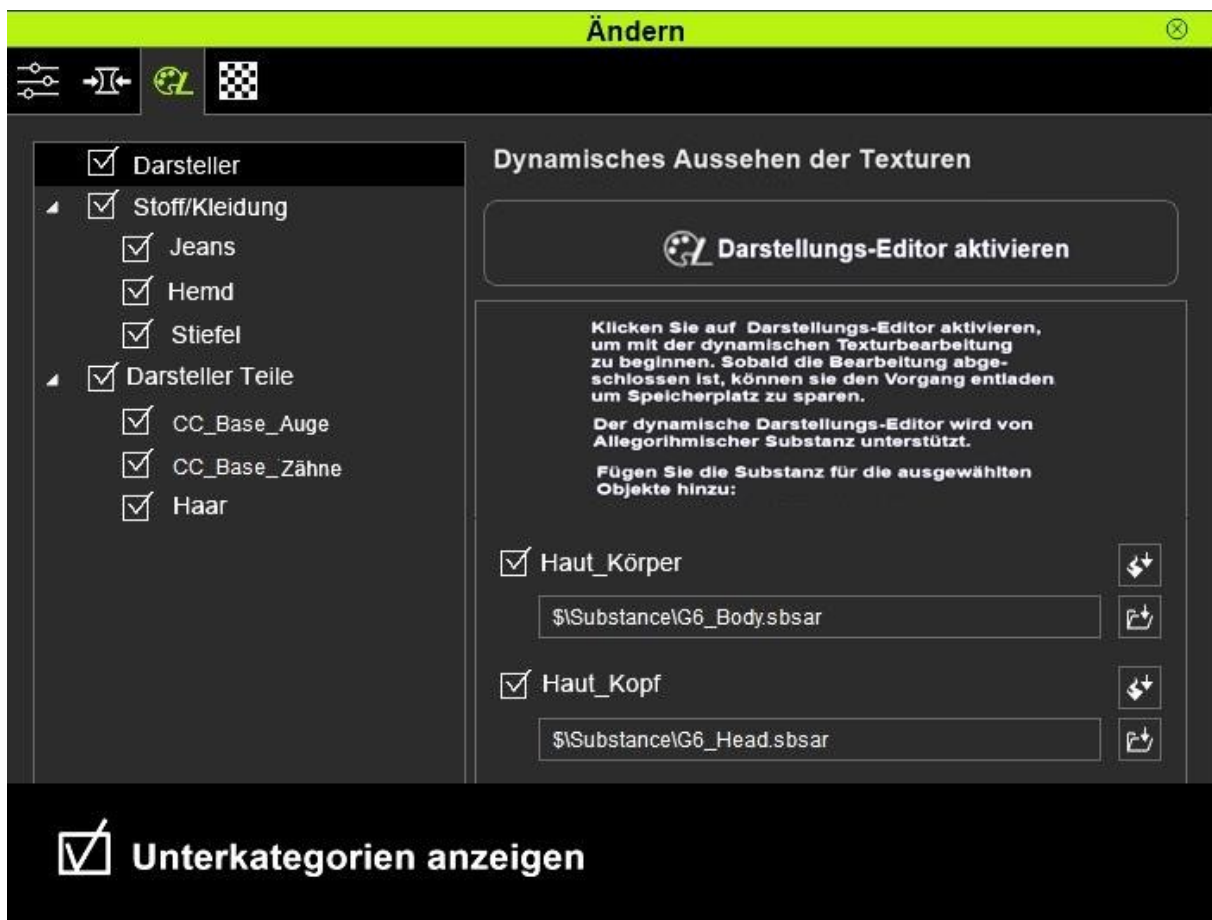 Ändern
Darsteller
Stoff/Kleidung
Jeans
Hemd
Stiefel
Darsteller Teile
CC_Base_Auge
CC_Base_Zähne
Haar
Dynamisches Aussehen der Texturen
Darstellungs-Editor aktivieren
Klicken Sie auf Darstellungs-Editor aktivieren,
um mit der dynamischen Texturbearbeitung
zu beginnen. Sobald die Bearbeitung abge-
schlossen ist, können sie den Vorgang entladen
um Speicherplatz zu sparen.
Der dynamische Darstellungs-Editor wird von
Allegorihmischer Substanz unterstützt.
Fügen Sie die Substanz für die ausgewählten
Objekte hinzu:
Haut_Körper
$\Substance\G6_Body.sbsar
Haut_Kopf
$\Substance\G6_Head.sbsar
Unterkategorien anzeigen